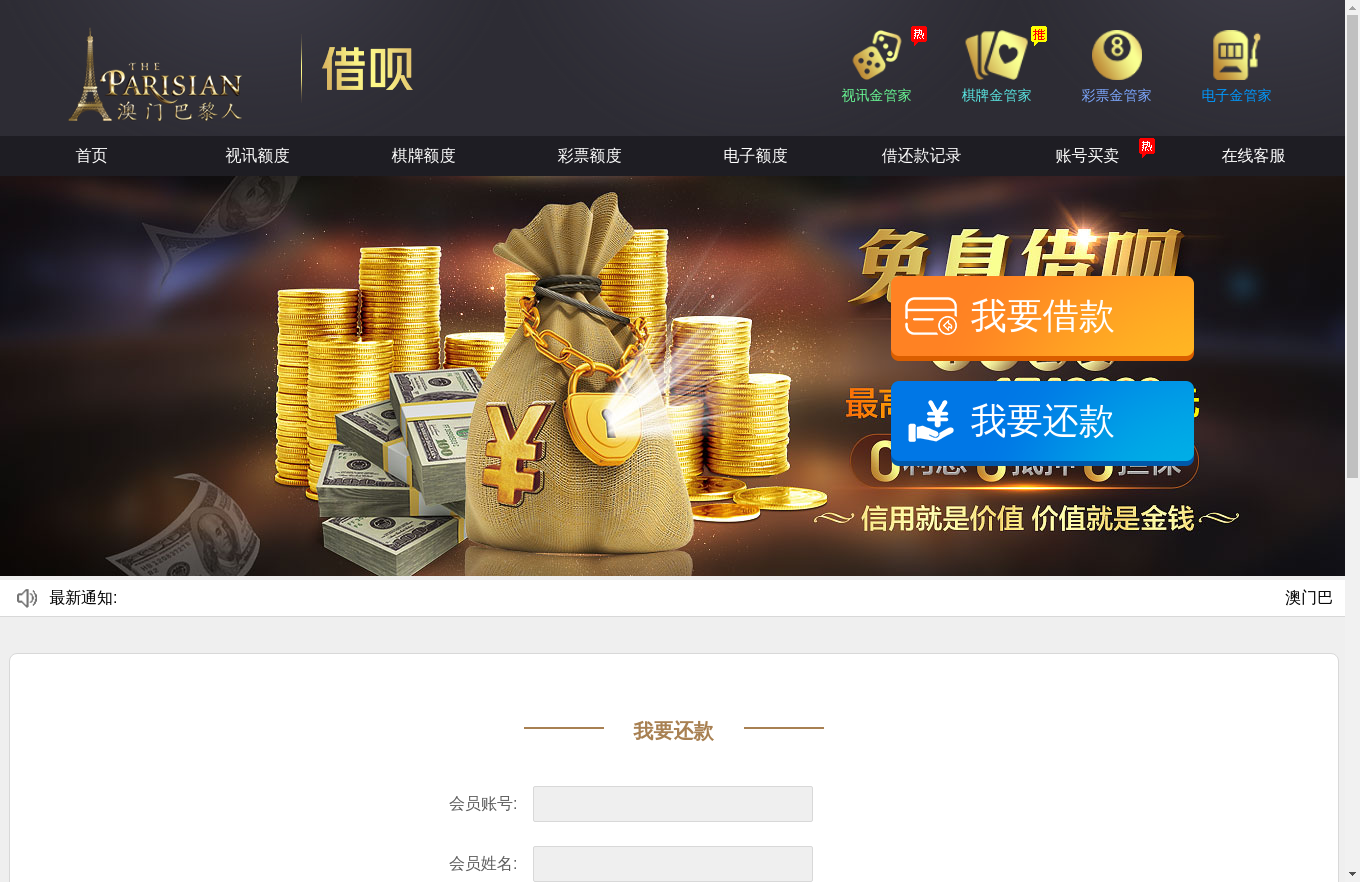 THE
PARISIAN
澳门巴黎人
借呗
热
推
8
视讯金管家
棋牌金管家
彩票金管家
电子金管家
首页
视讯额度
棋牌额度
彩票额度
电子额度
借还款记录
账号买卖
热
在线客服
免息借呗
我要借款
最高
元
我要还款
0利息 0抵押 0担保
信用就是价值 价值就是金钱
¥
100
最新通知:
澳门巴
我要还款
会员账号:
会员姓名: